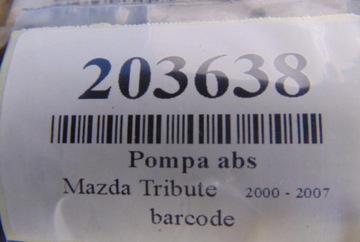 203638
Pompa abs
Mazda Tribute 2000 - 2007
barcode